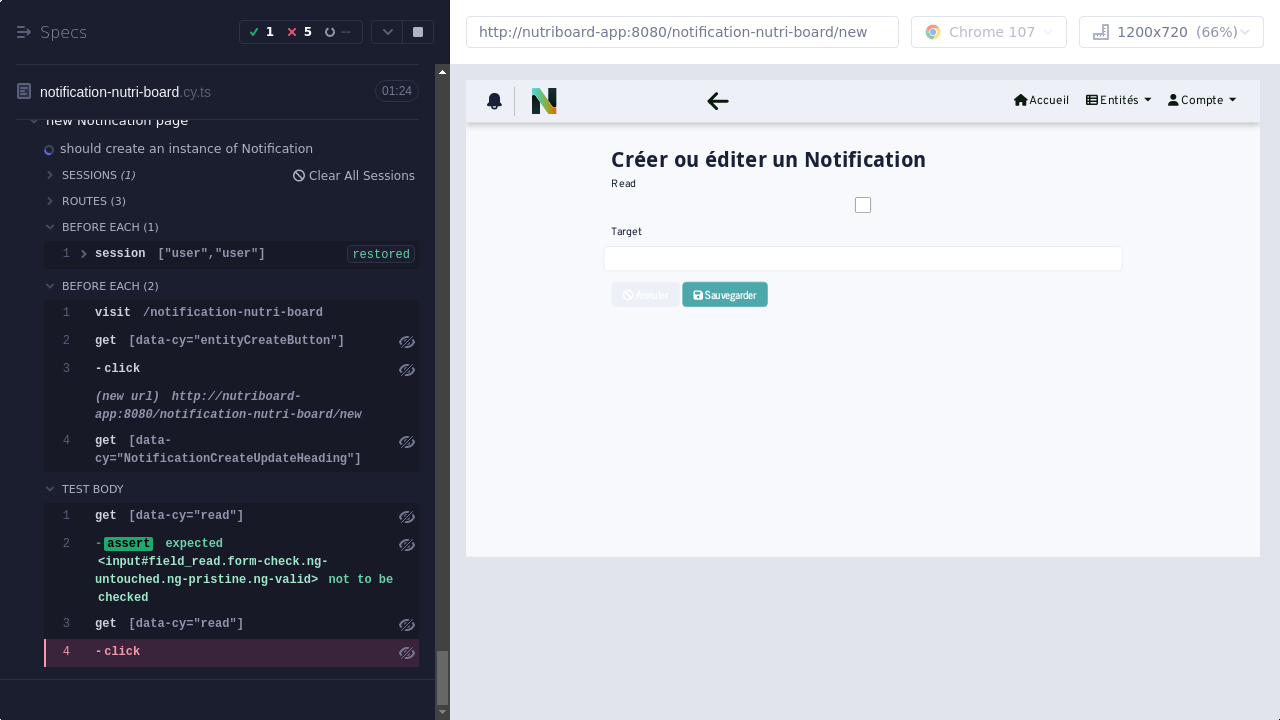 Specs
1 5 --
notification-nutri-board.cy.ts 01:24
new Notification page
should create an instance of Notification
SESSIONS (1) Clear All Sessions
ROUTES (3)
BEFORE EACH (1)
1 session ["user","user"] restored
BEFORE EACH (2)
1 visit /notification-nutri-board
2 get [data-cy="entityCreateButton"]
3 -click
(new url) http://nutriboard-
app:8080/notification-nutri-board/new
4 get [data-
cy="NotificationCreateUpdateHeading"]
TEST BODY
1 get [data-cy="read"]
2 -assert expected
<input#field_read.form-check.ng-
untouched.ng-pristine.ng-valid> not to be
checked
3 get [data-cy="read"]
4 -click
http://nutriboard-app:8080/notification-nutri-board/new
Chrome 107
1200x720 (66%)
N
Accueil Entités Compte
Créer ou éditer un Notification
Read
Target
Annuler Sauvegarder